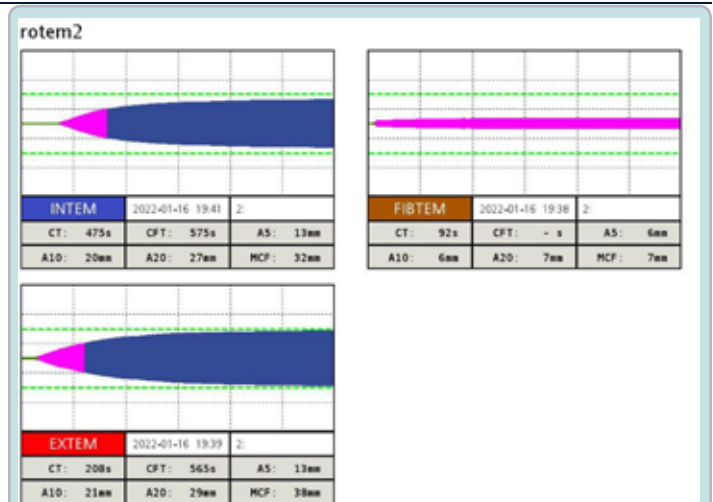 rotem2
INTEM 2022-01-16 19:41 2:
CT: 475s CFT: 575s A5: 13mm
A10: 20mm A20: 27mm MCF: 32mm
FIBTEM 2022-01-16 19:38 2:
CT: 92s CFT: - s A5: 6mm
A10: 6mm A20: 7mm MCF: 7mm
EXTEM 2022-01-16 19:39 2:
CT: 208s CFT: 565s A5: 13mm
A10: 21mm A20: 29mm MCF: 38mm